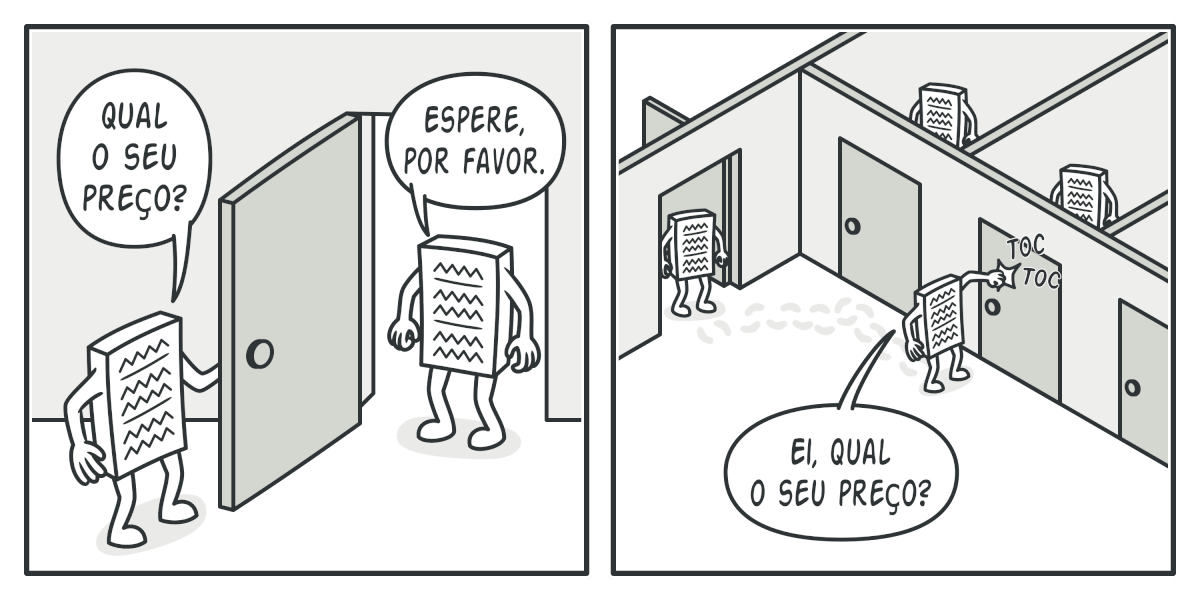 QUAL
O SEU
PREÇO?
ESPERE,
POR FAVOR.
TOC
TOC
EI, QUAL
O SEU PREÇO?